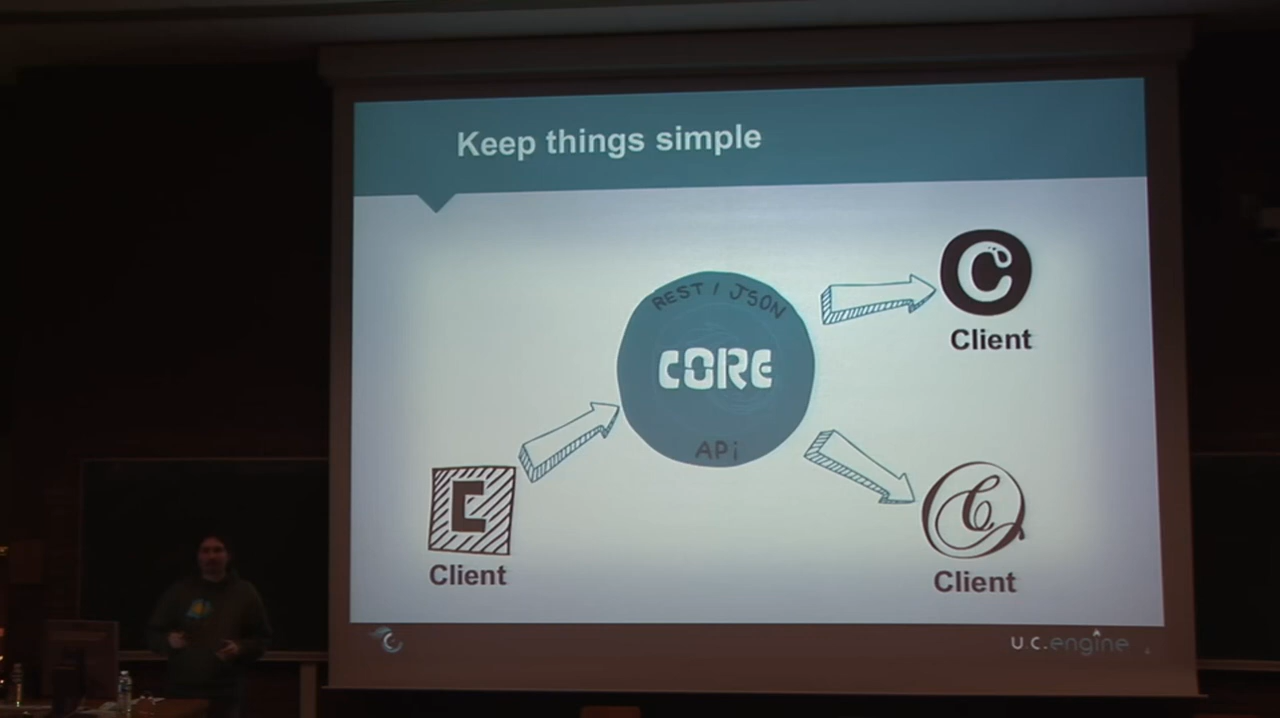 Keep things simple
REST / JSON
CORE
APi
C
Client
C
Client
C
Client
u.c.engine